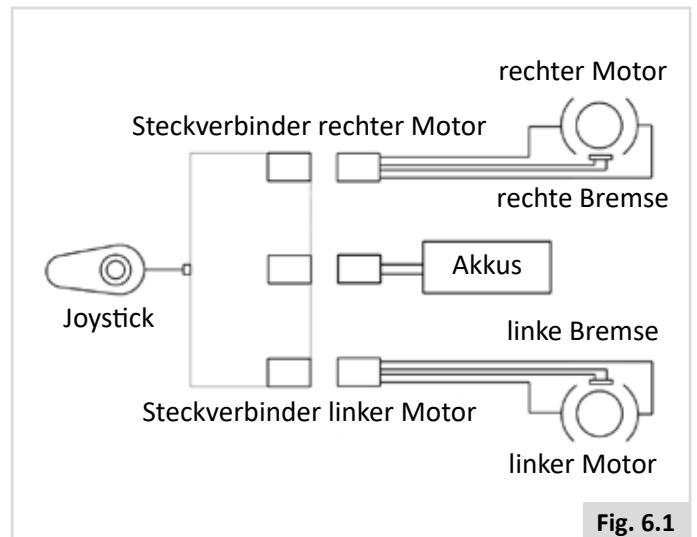 rechter Motor
Steckverbinder rechter Motor
rechte Bremse
Akkus
Joystick
linke Bremse
Steckverbinder linker Motor
linker Motor
Fig. 6.1